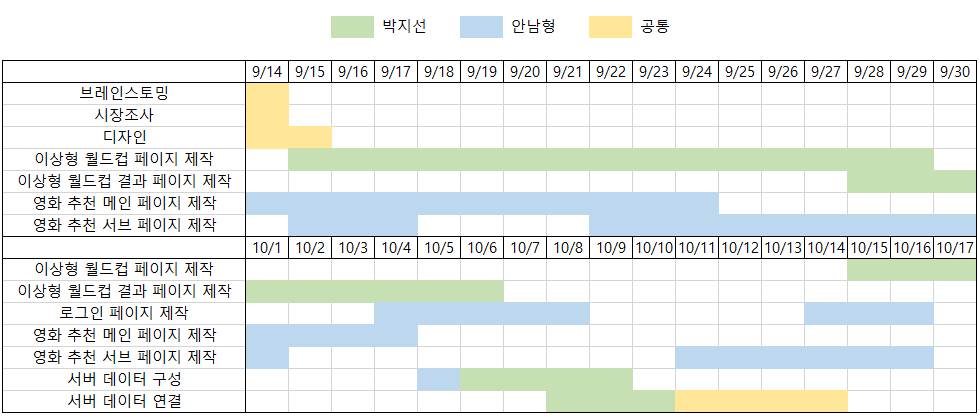 박지선 안남형 공통
9/14 9/15 9/16 9/17 9/18 9/19 9/20 9/21 9/22 9/23 9/24 9/25 9/26 9/27 9/28 9/29 9/30
브레인스토밍
시장조사
디자인
이상형 월드컵 페이지 제작
이상형 월드컵 결과 페이지 제작
영화 추천 메인 페이지 제작
영화 추천 서브 페이지 제작
10/1 10/2 10/3 10/4 10/5 10/6 10/7 10/8 10/9 10/10 10/11 10/12 10/13 10/14 10/15 10/16 10/17
이상형 월드컵 페이지 제작
이상형 월드컵 결과 페이지 제작
로그인 페이지 제작
영화 추천 메인 페이지 제작
영화 추천 서브 페이지 제작
서버 데이터 구성
서버 데이터 연결